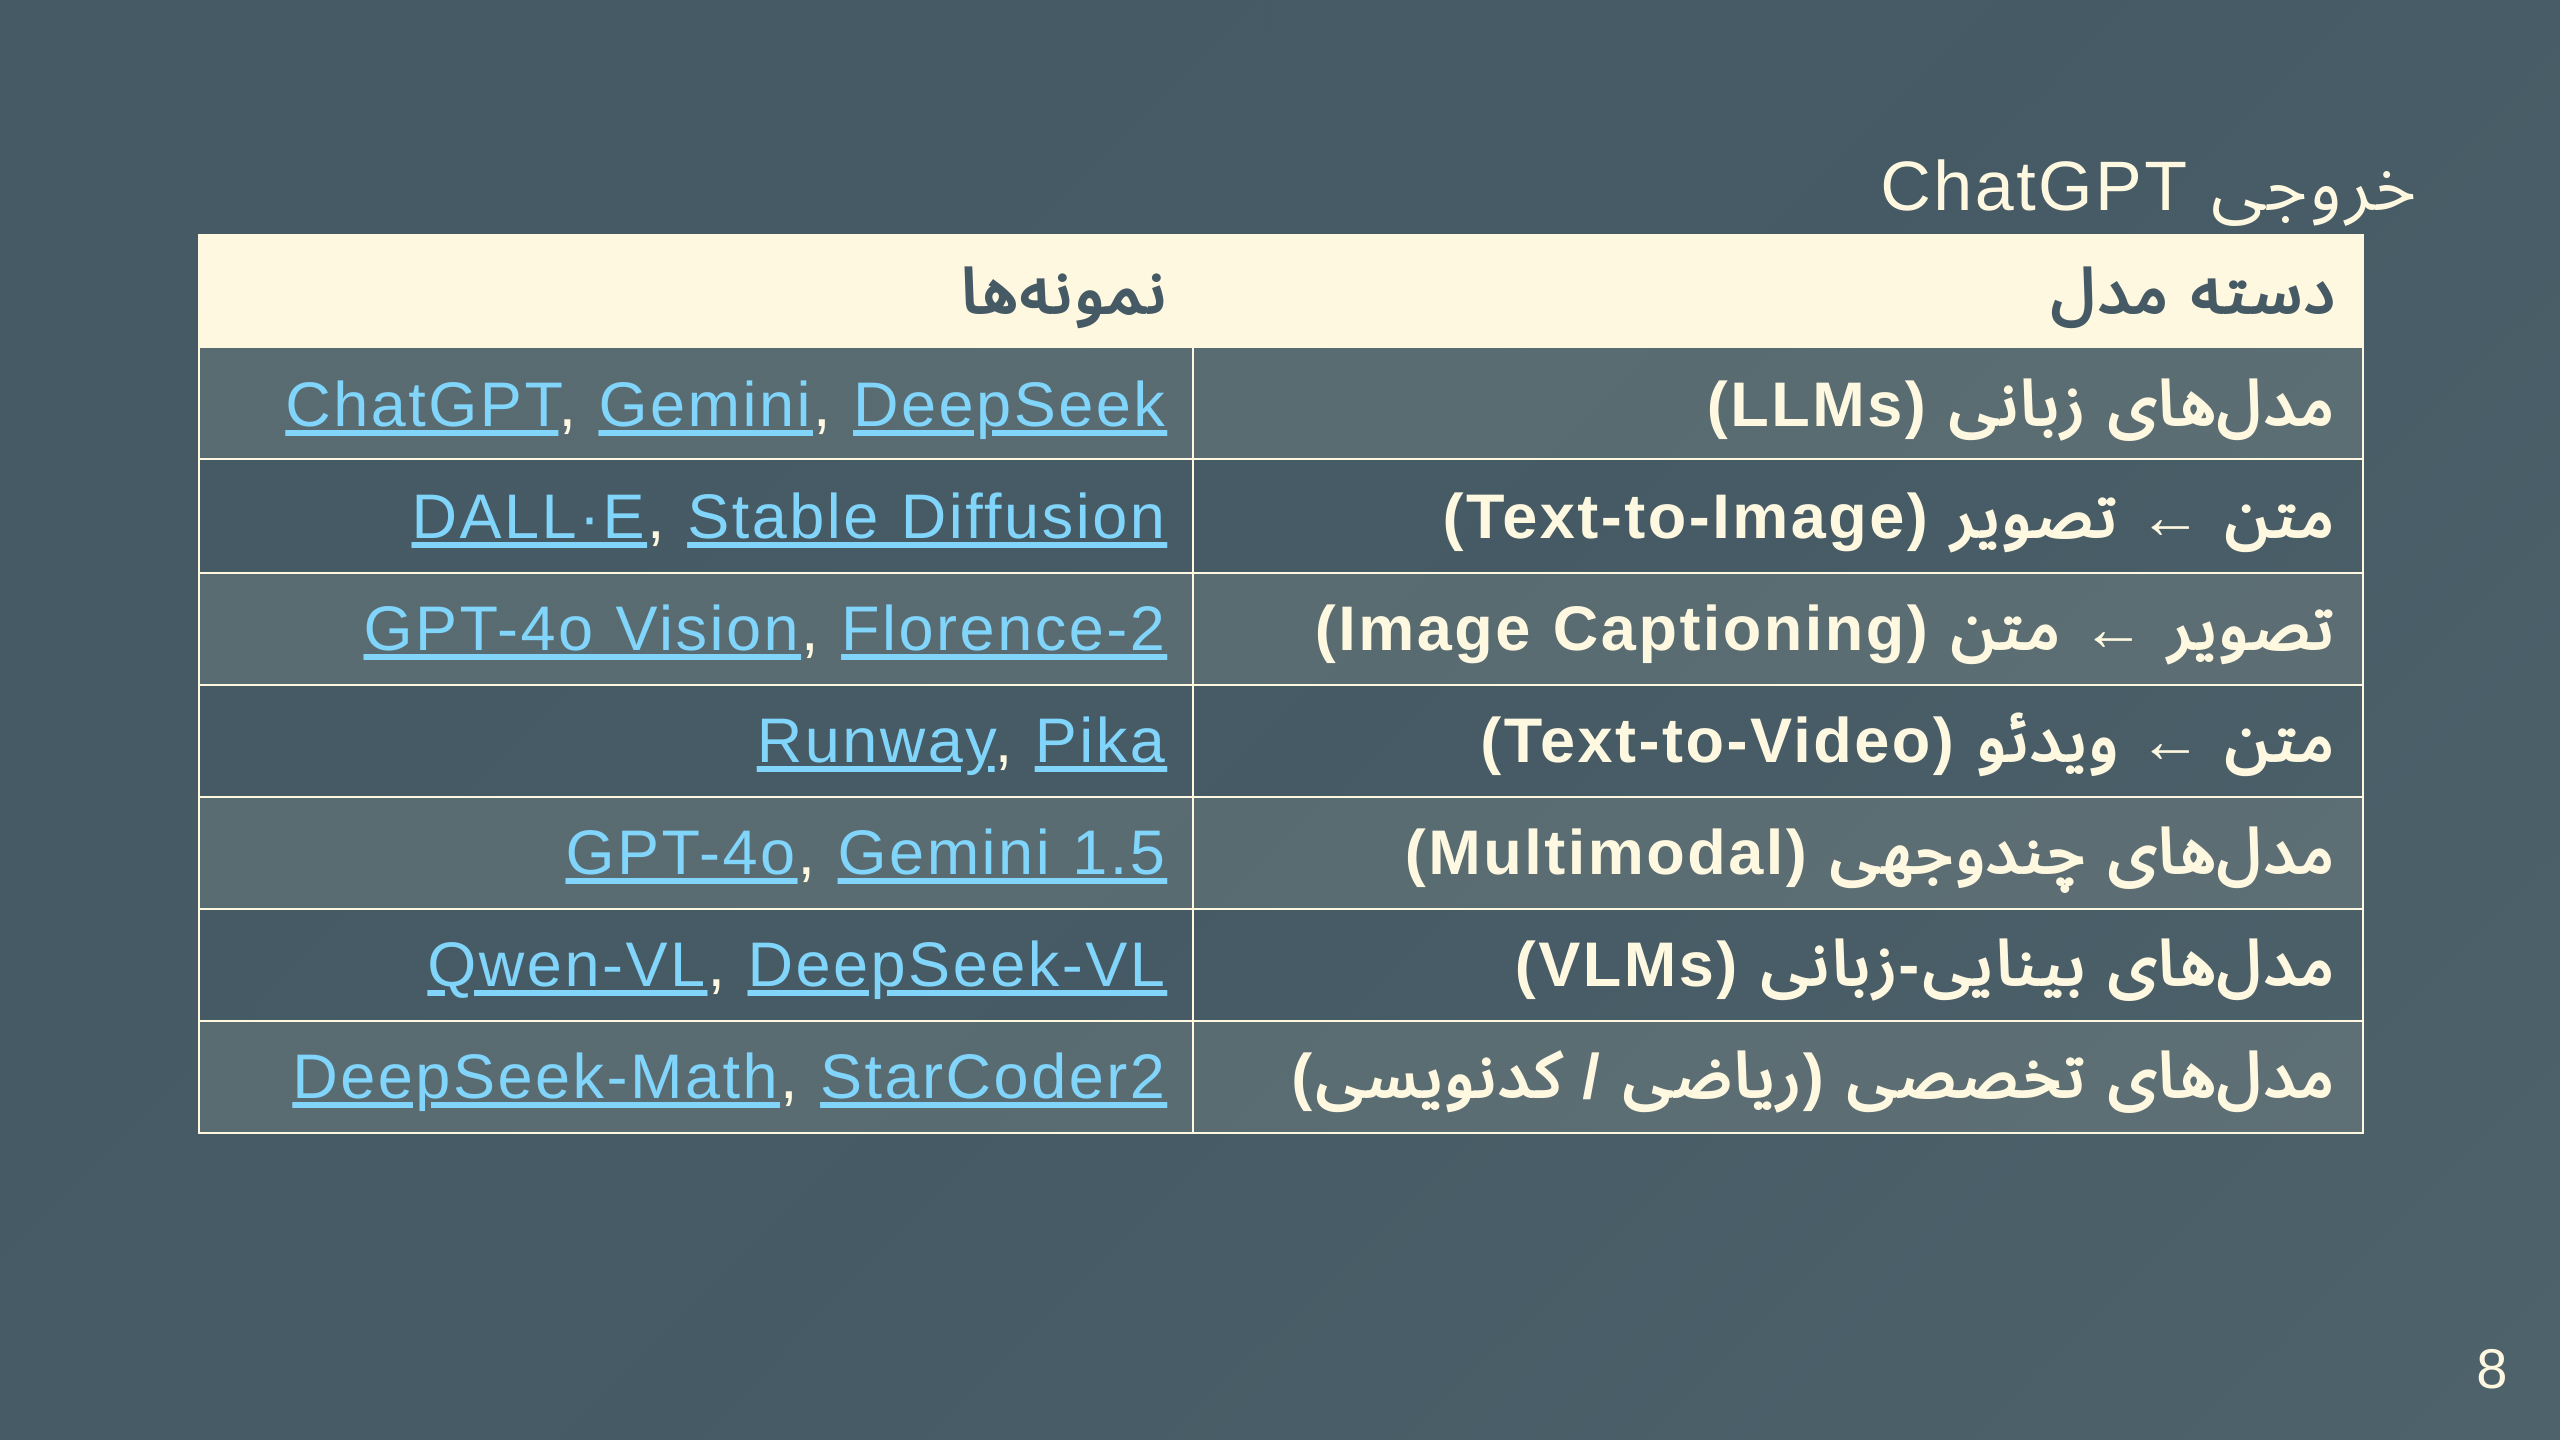 خروجی ChatGPT
دسته مدل	نمونه‌ها
مدل‌های زبانی (LLMs)	ChatGPT, Gemini, DeepSeek
متن ← تصویر (Text-to-Image)	DALL·E, Stable Diffusion
تصویر ← متن (Image Captioning)	GPT-4o Vision, Florence-2
متن ← ویدئو (Text-to-Video)	Runway, Pika
مدل‌های چندوجهی (Multimodal)	GPT-4o, Gemini 1.5
مدل‌های بینایی-زبانی (VLMs)	Qwen-VL, DeepSeek-VL
مدل‌های تخصصی (ریاضی / کدنویسی)	DeepSeek-Math, StarCoder2
8